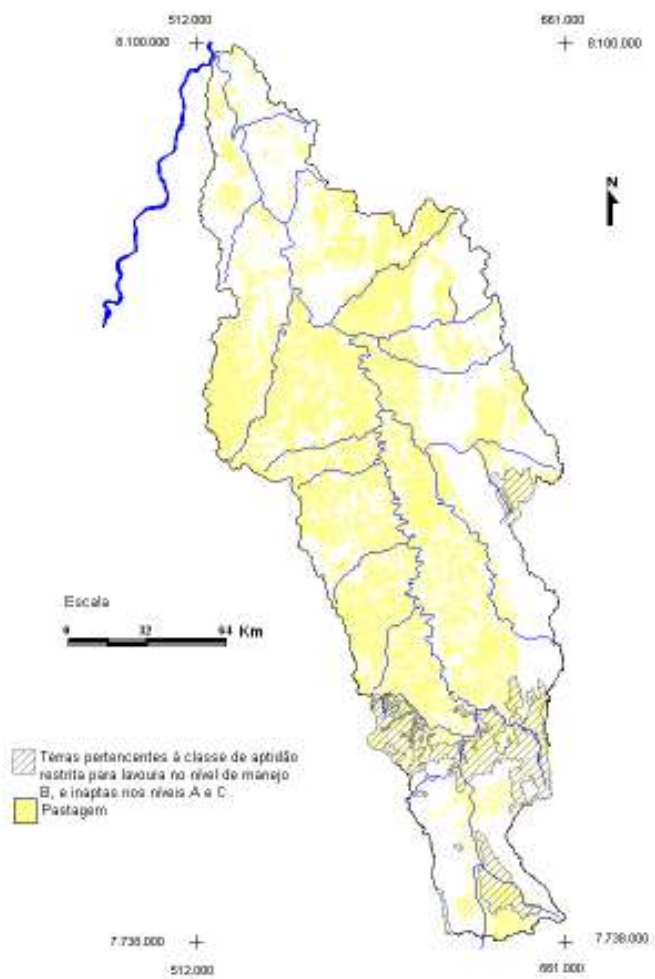 512.000 661.000
8.100.000 8.100.000
N
Escala
0 32 64 Km
Terras pertencentes à classe de aptidão
restrita para lavoura no nível de manejo
B, e inaptas nos níveis A e C
Pastagem
7.738.000 7.738.000
512.000 661.000